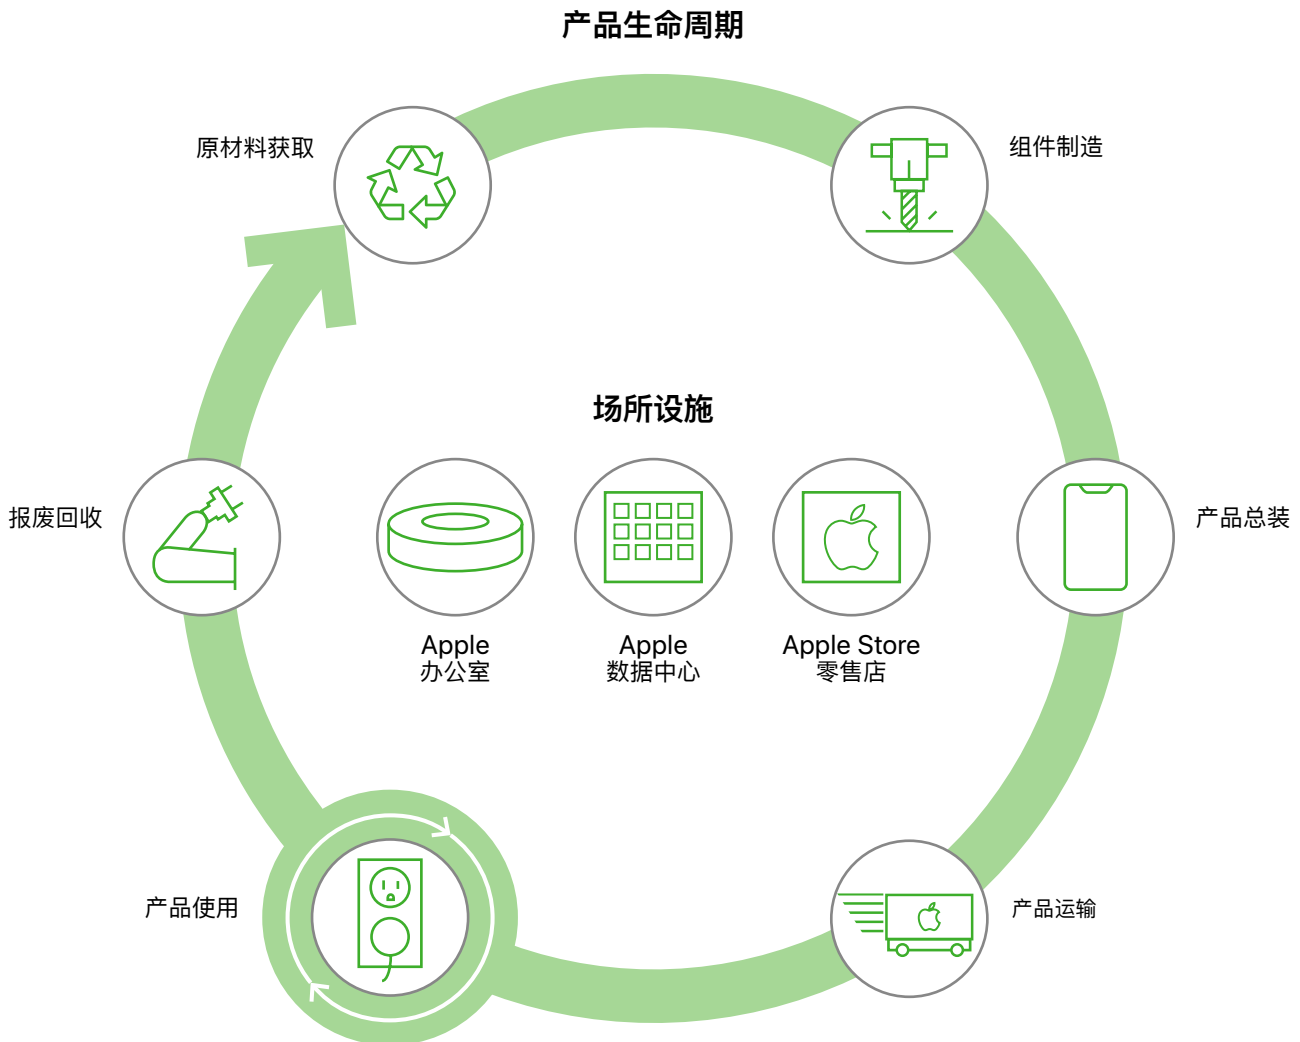 产品生命周期
原材料获取
组件制造
场所设施
报废回收
产品总装
Apple
办公室
Apple
数据中心
Apple Store
零售店
产品使用
产品运输